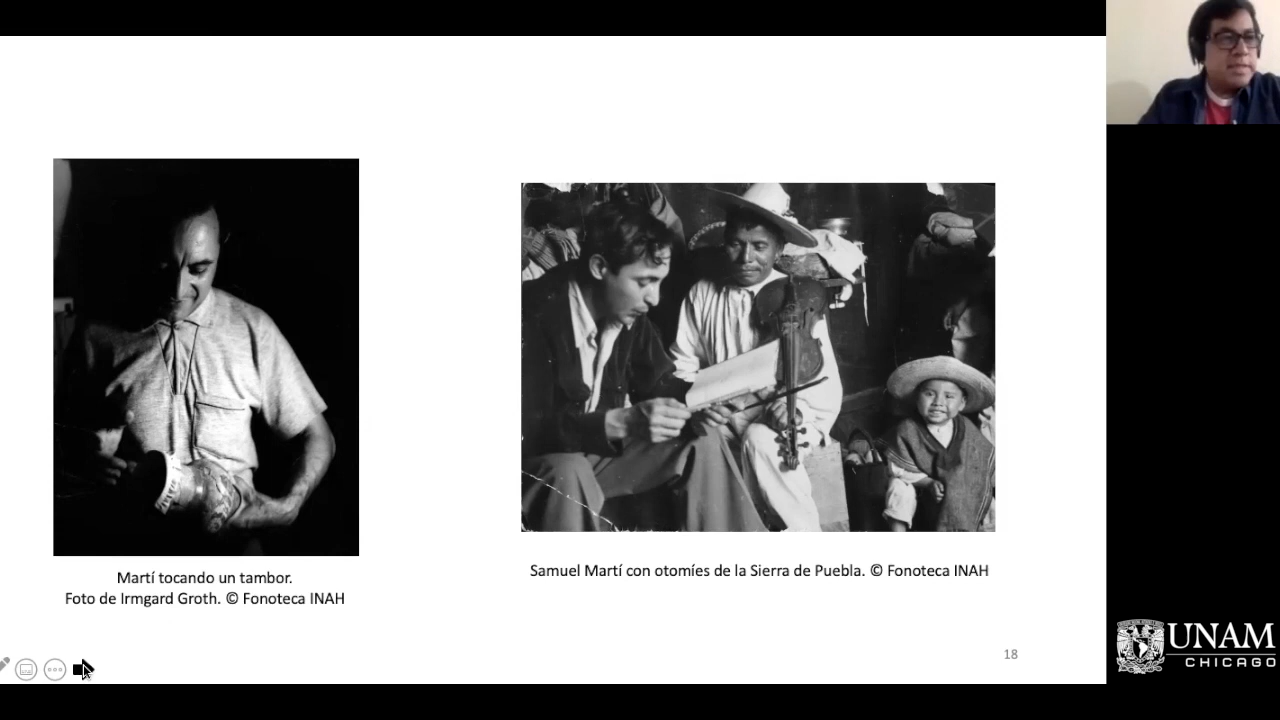 Martí tocando un tambor.
Foto de Irmgard Groth. © Fonoteca INAH
Samuel Martí con otomíes de la Sierra de Puebla. © Fonoteca INAH
18
UNAM
CHICAGO